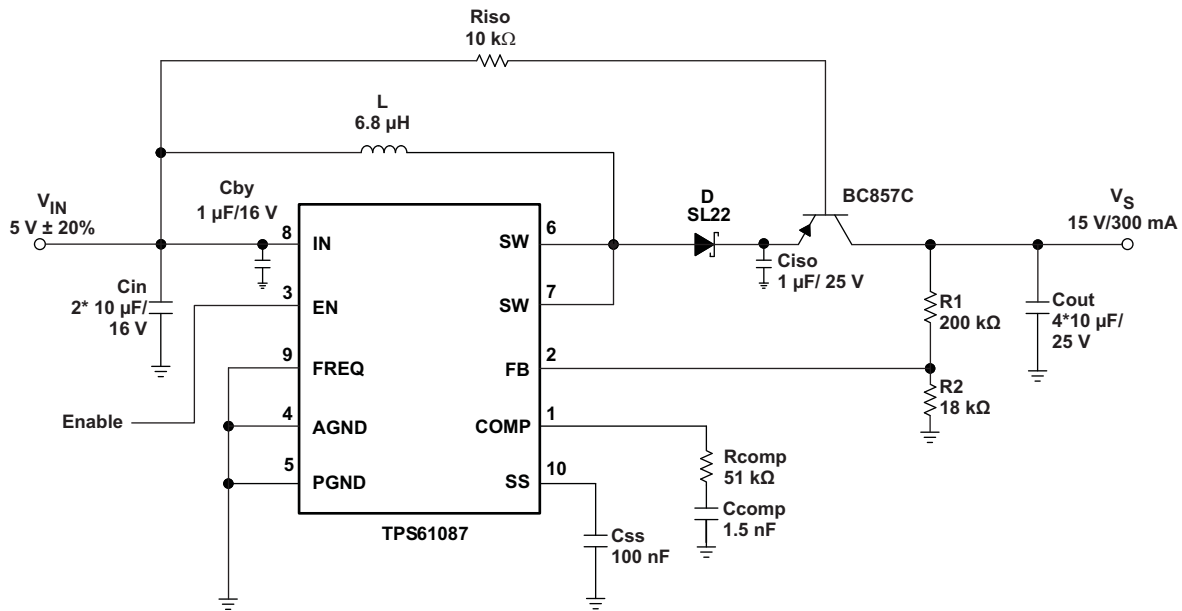 Riso
10 kΩ
L
6.8 µH
Cby
1 µF/16 V
VIN
5 V ± 20%
D
SL22
BC857C
VS
15 V/300 mA
8
IN
SW
6
Cin
2* 10 µF/
16 V
3
EN
SW
7
Ciso
1 µF/ 25 V
R1
200 kΩ
Cout
4*10 µF/
25 V
9
FREQ
FB
2
R2
18 kΩ
Enable
4
AGND
COMP
1
5
PGND
SS
10
Rcomp
51 kΩ
Ccomp
1.5 nF
TPS61087
Css
100 nF